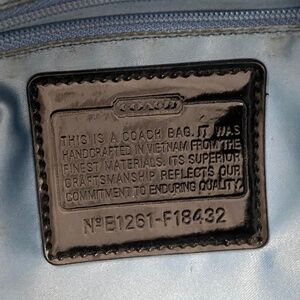 COACH
THIS IS A COACH BAG. IT WAS
HANDCRAFTED IN VIETNAM FROM THE
FINEST MATERIALS. ITS SUPERIOR
CRAFTSMANSHIP REFLECTS OUR
COMMITMENT TO ENDURING QUALITY.
Nº E1261-F18432